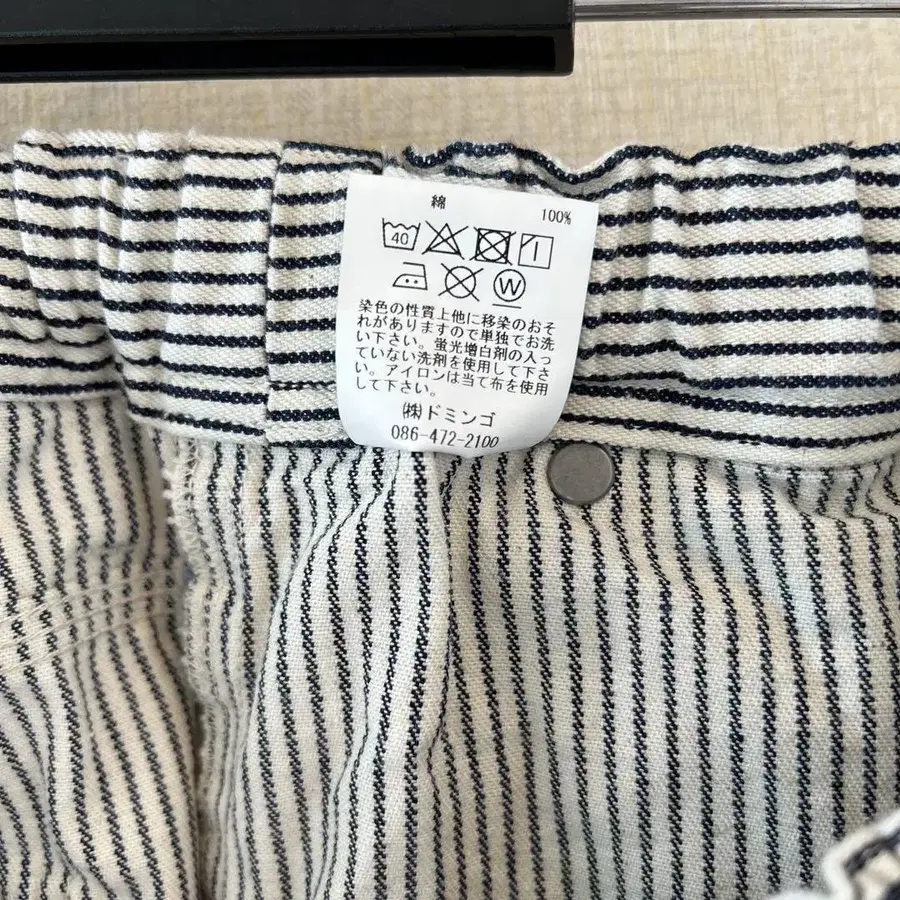 綿 100%
40
W
染色の性質上他に移染のおそ
れがありますので単独でお洗
い下さい。蛍光増白剤の入っ
ていない洗剤を使用して下さ
い。アイロンは当て布を使用
して下さい。
㈱ドミンゴ
086-472-2100